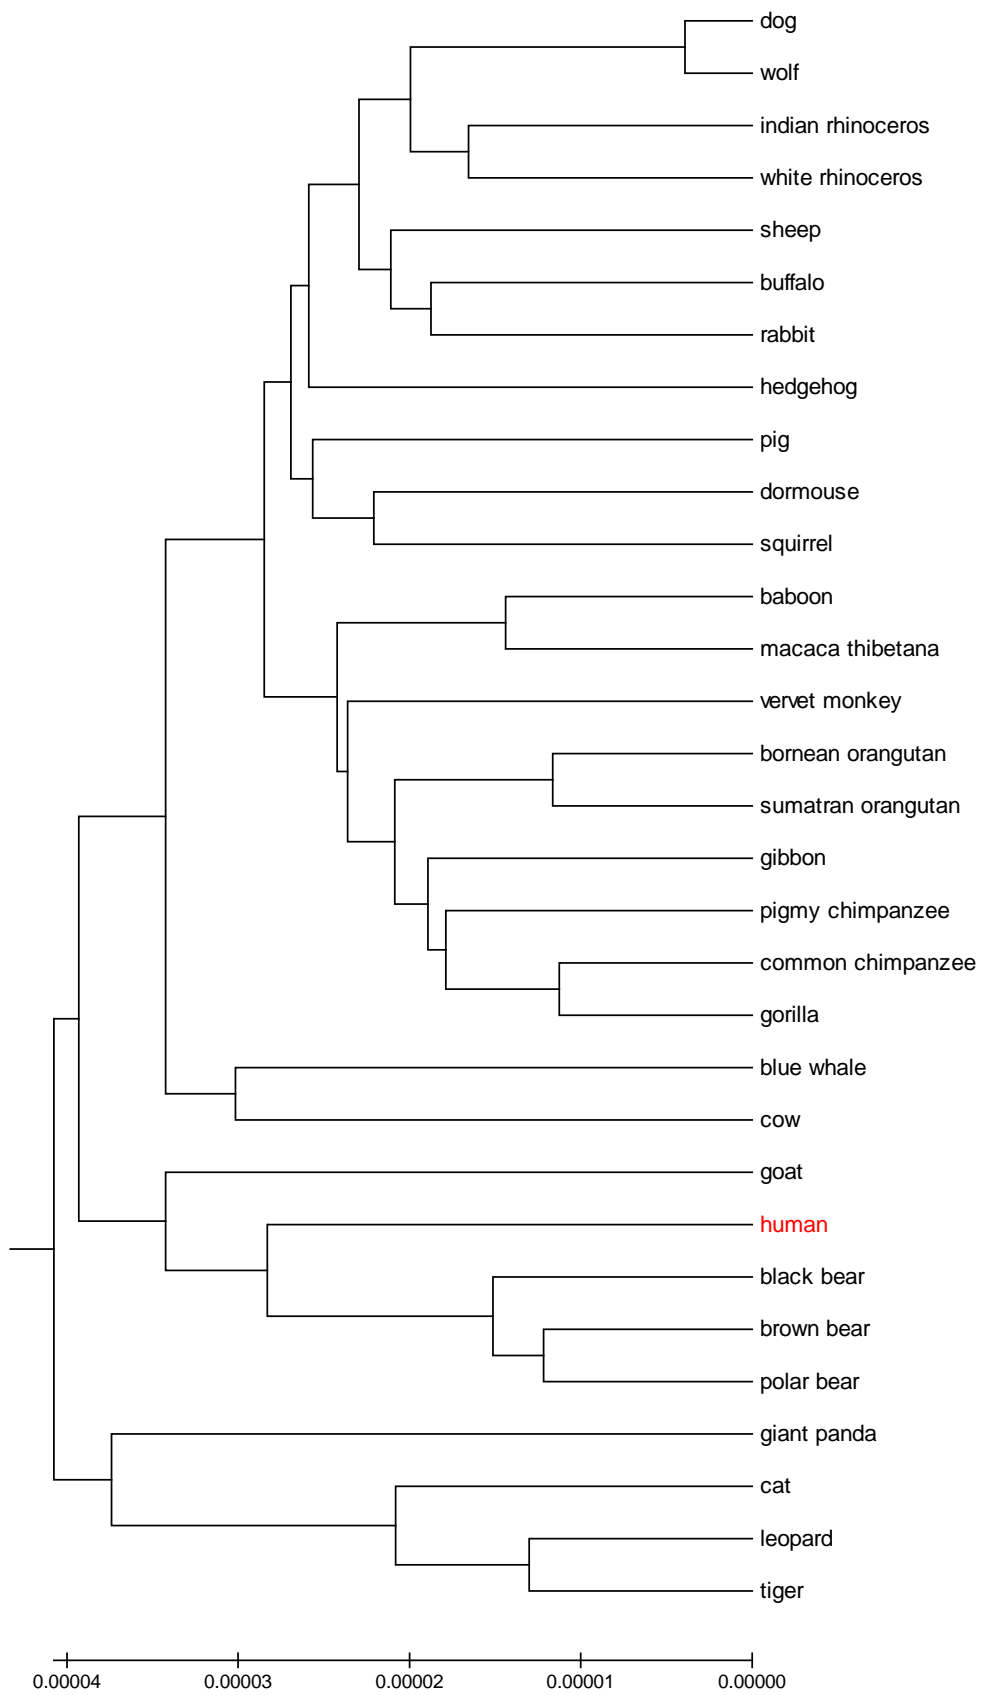 dog
wolf
indian rhinoceros
white rhinoceros
sheep
buffalo
rabbit
hedgehog
pig
dormouse
squirrel
baboon
macaca thibetana
vervet monkey
bornean orangutan
sumatran orangutan
gibbon
pigmy chimpanzee
common chimpanzee
gorilla
blue whale
cow
goat
human
black bear
brown bear
polar bear
giant panda
cat
leopard
tiger
0.00004 0.00003 0.00002 0.00001 0.00000